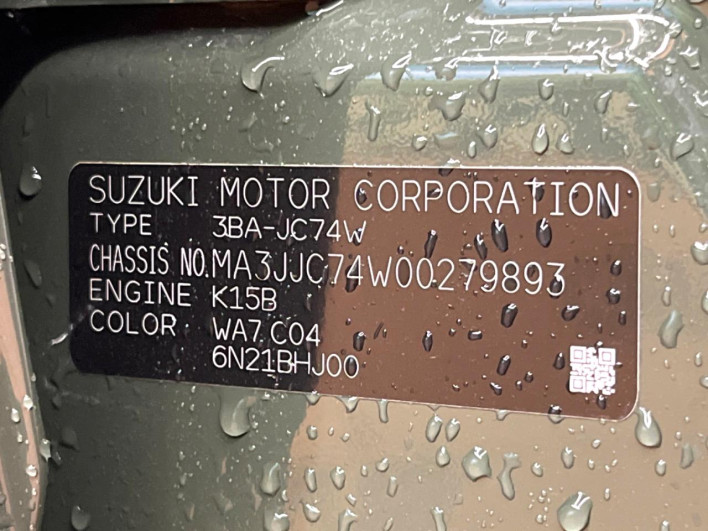 SUZUKI MOTOR CORPORATION
TYPE 3BA-JC74W
CHASSIS NO.MA3JJC74W00279893
ENGINE K15B
COLOR WA7 C04
6N21BHJ00